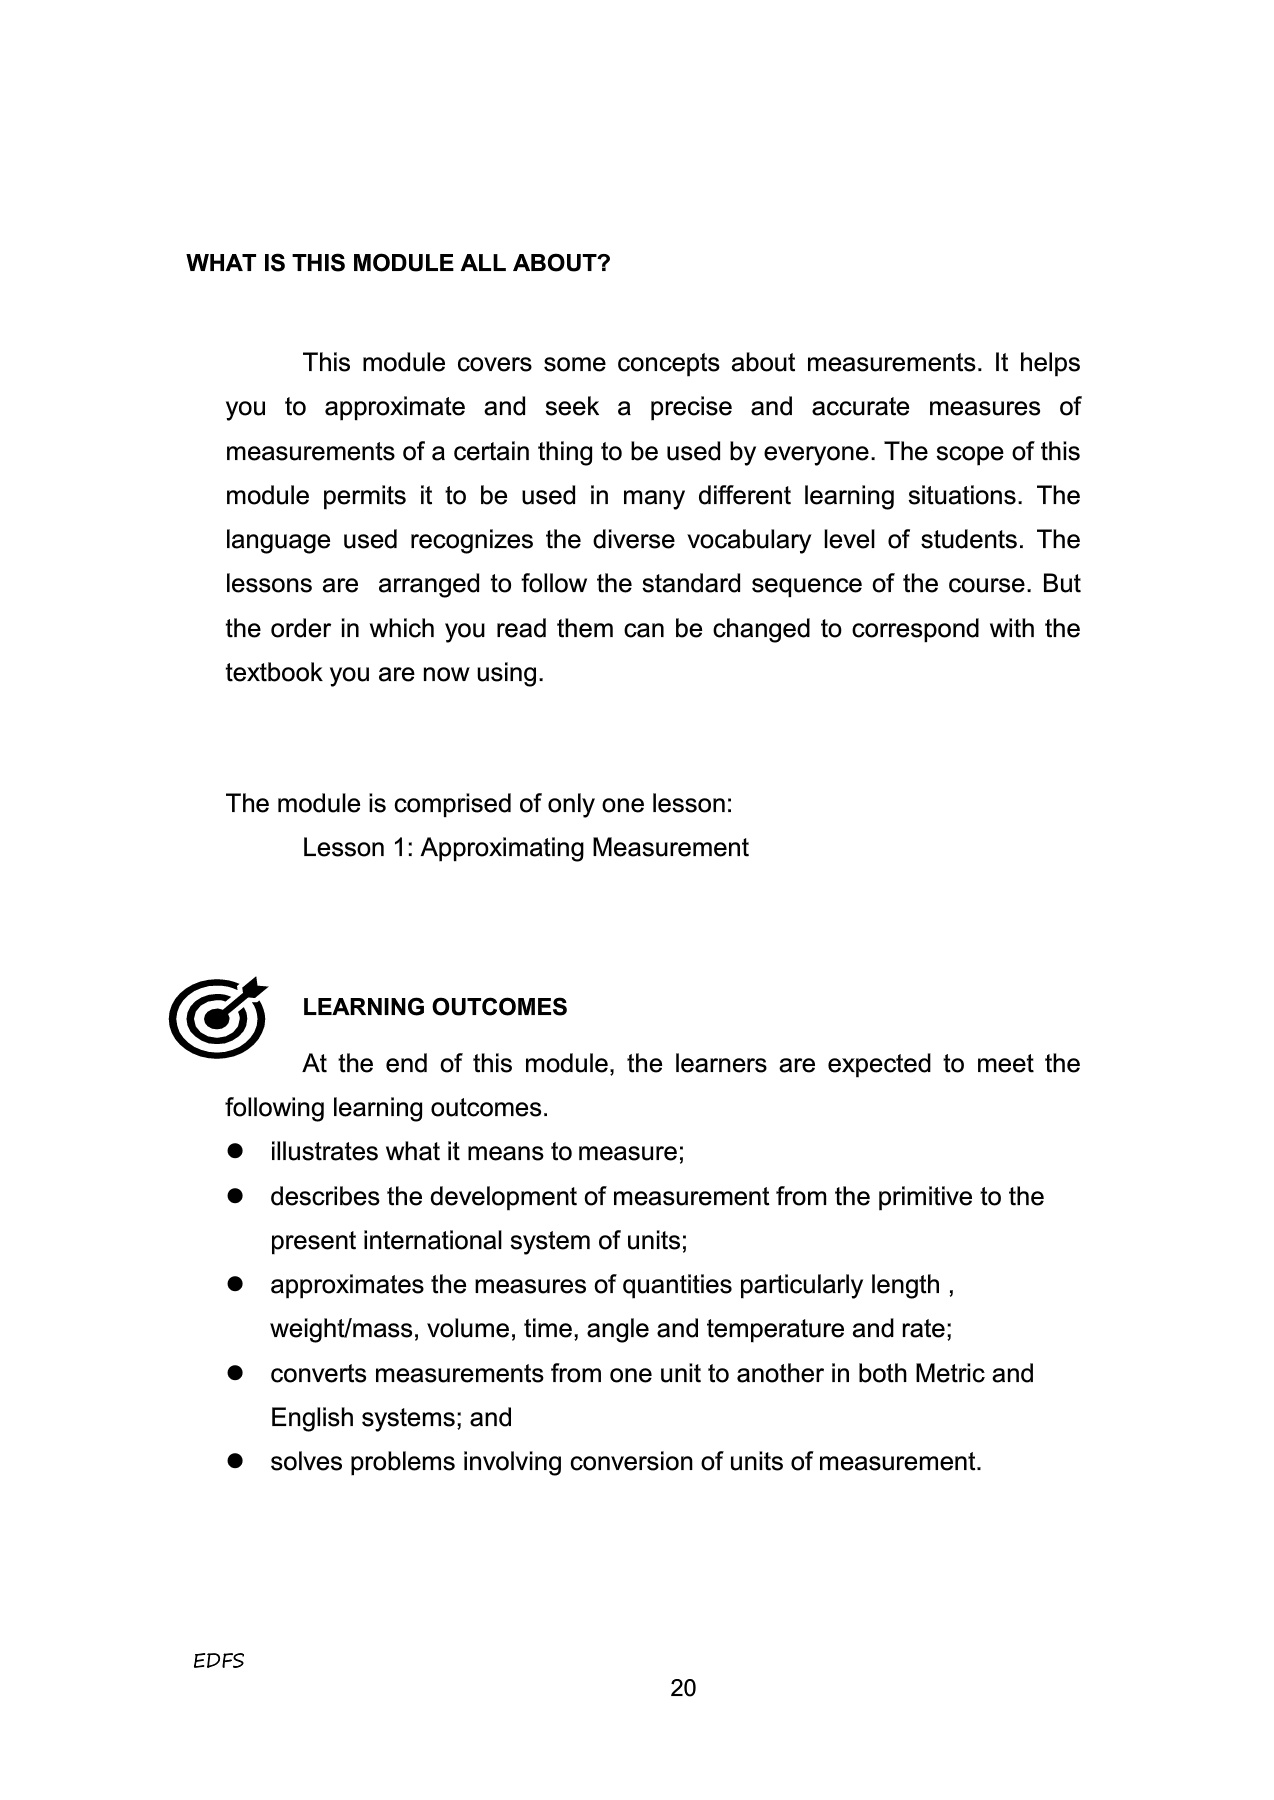 WHAT IS THIS MODULE ALL ABOUT?
This module covers some concepts about measurements. It helps
you to approximate and seek a precise and accurate measures of
measurements of a certain thing to be used by everyone. The scope of this
module permits it to be used in many different learning situations. The
language used recognizes the diverse vocabulary level of students. The
lessons are arranged to follow the standard sequence of the course. But
the order in which you read them can be changed to correspond with the
textbook you are now using.
The module is comprised of only one lesson:
Lesson 1: Approximating Measurement
LEARNING OUTCOMES
At the end of this module, the learners are expected to meet the
following learning outcomes.
● illustrates what it means to measure;
● describes the development of measurement from the primitive to the
present international system of units;
● approximates the measures of quantities particularly length ,
weight/mass, volume, time, angle and temperature and rate;
● converts measurements from one unit to another in both Metric and
English systems; and
● solves problems involving conversion of units of measurement.
EDFS
20